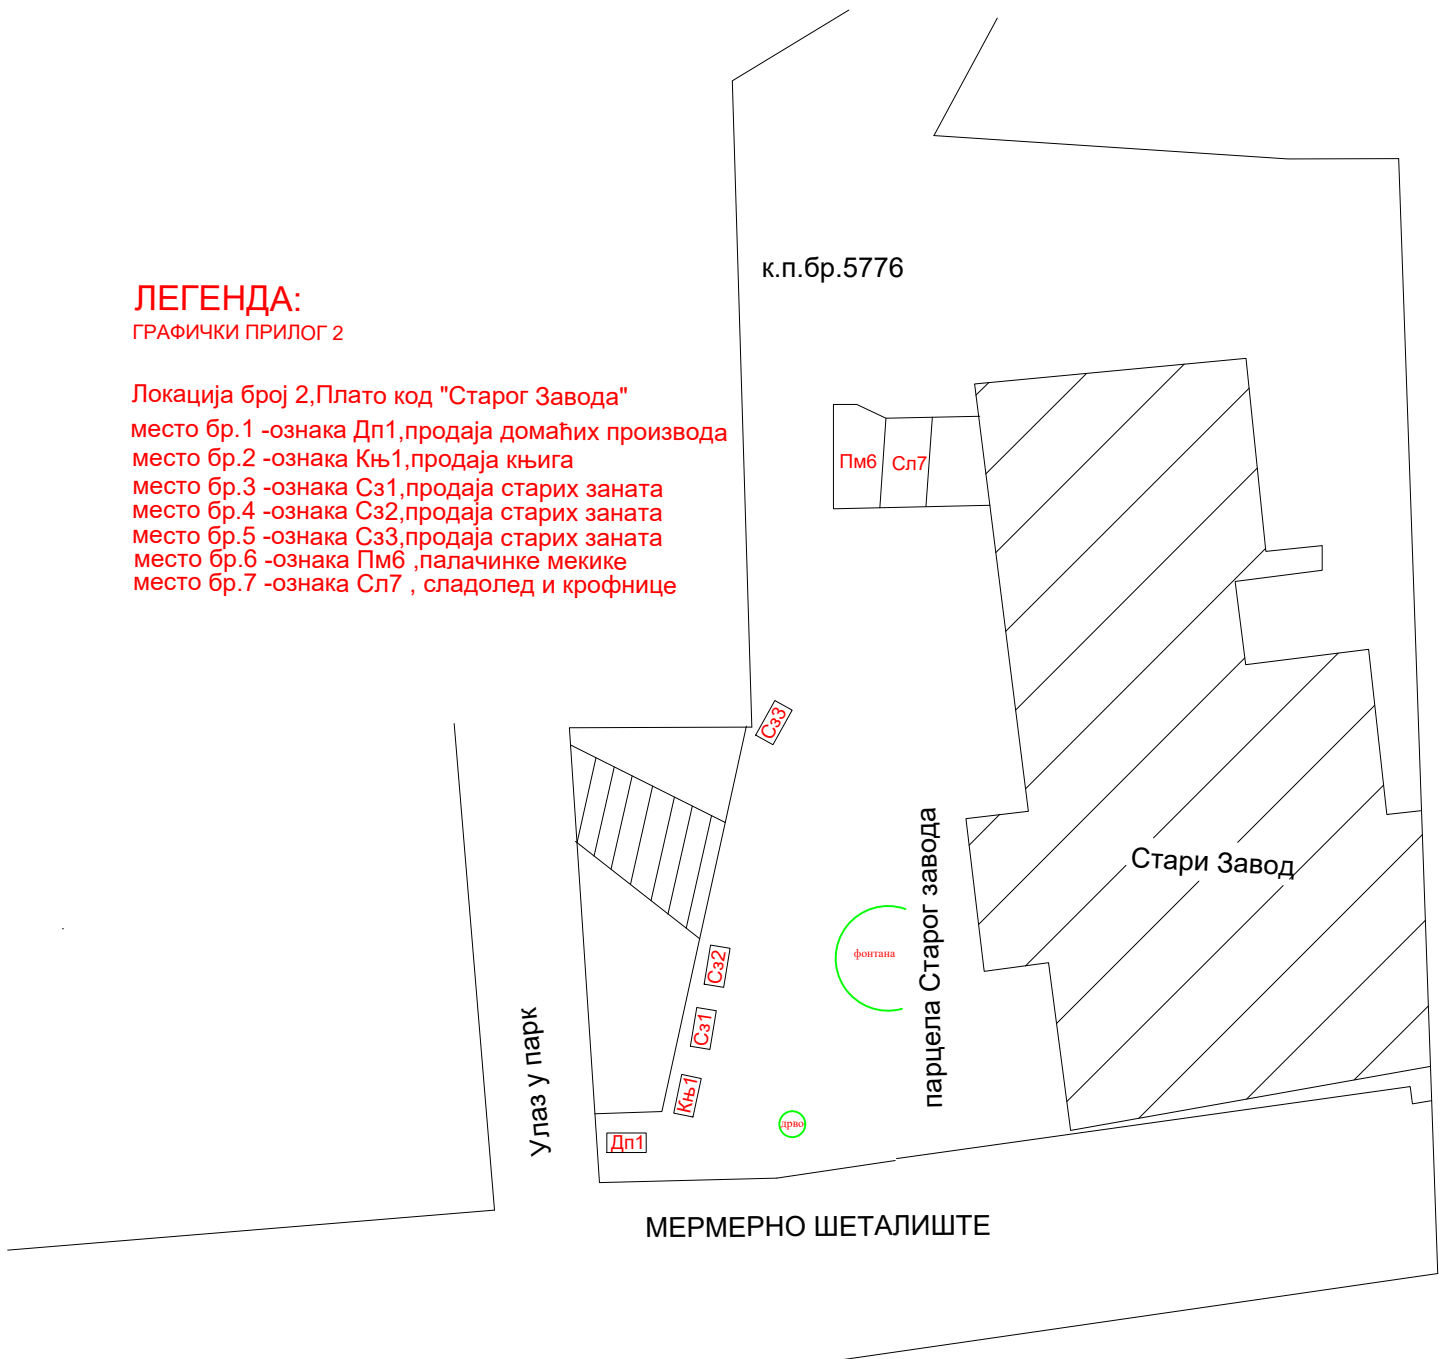 к.п.бр.5776
ЛЕГЕНДА:
ГРАФИЧКИ ПРИЛОГ 2
Локација број 2,Плато код "Старог Завода"
место бр.1 -ознака Дп1,продаја домаћих производа
место бр.2 -ознака Књ1,продаја књига
место бр.3 -ознака Сз1,продаја старих заната
место бр.4 -ознака Сз2,продаја старих заната
место бр.5 -ознака Сз3,продаја старих заната
место бр.6 -ознака Пм6 ,палачинке мекике
место бр.7 -ознака Сл7 , сладолед и крофнице
Пм6
Сл7
Сз3
Стари Завод
парцела Старог завода
фонтана
Сз2
Сз1
Књ1
Улаз у парк
дрво
Дп1
МЕРМЕРНО ШЕТАЛИШТЕ